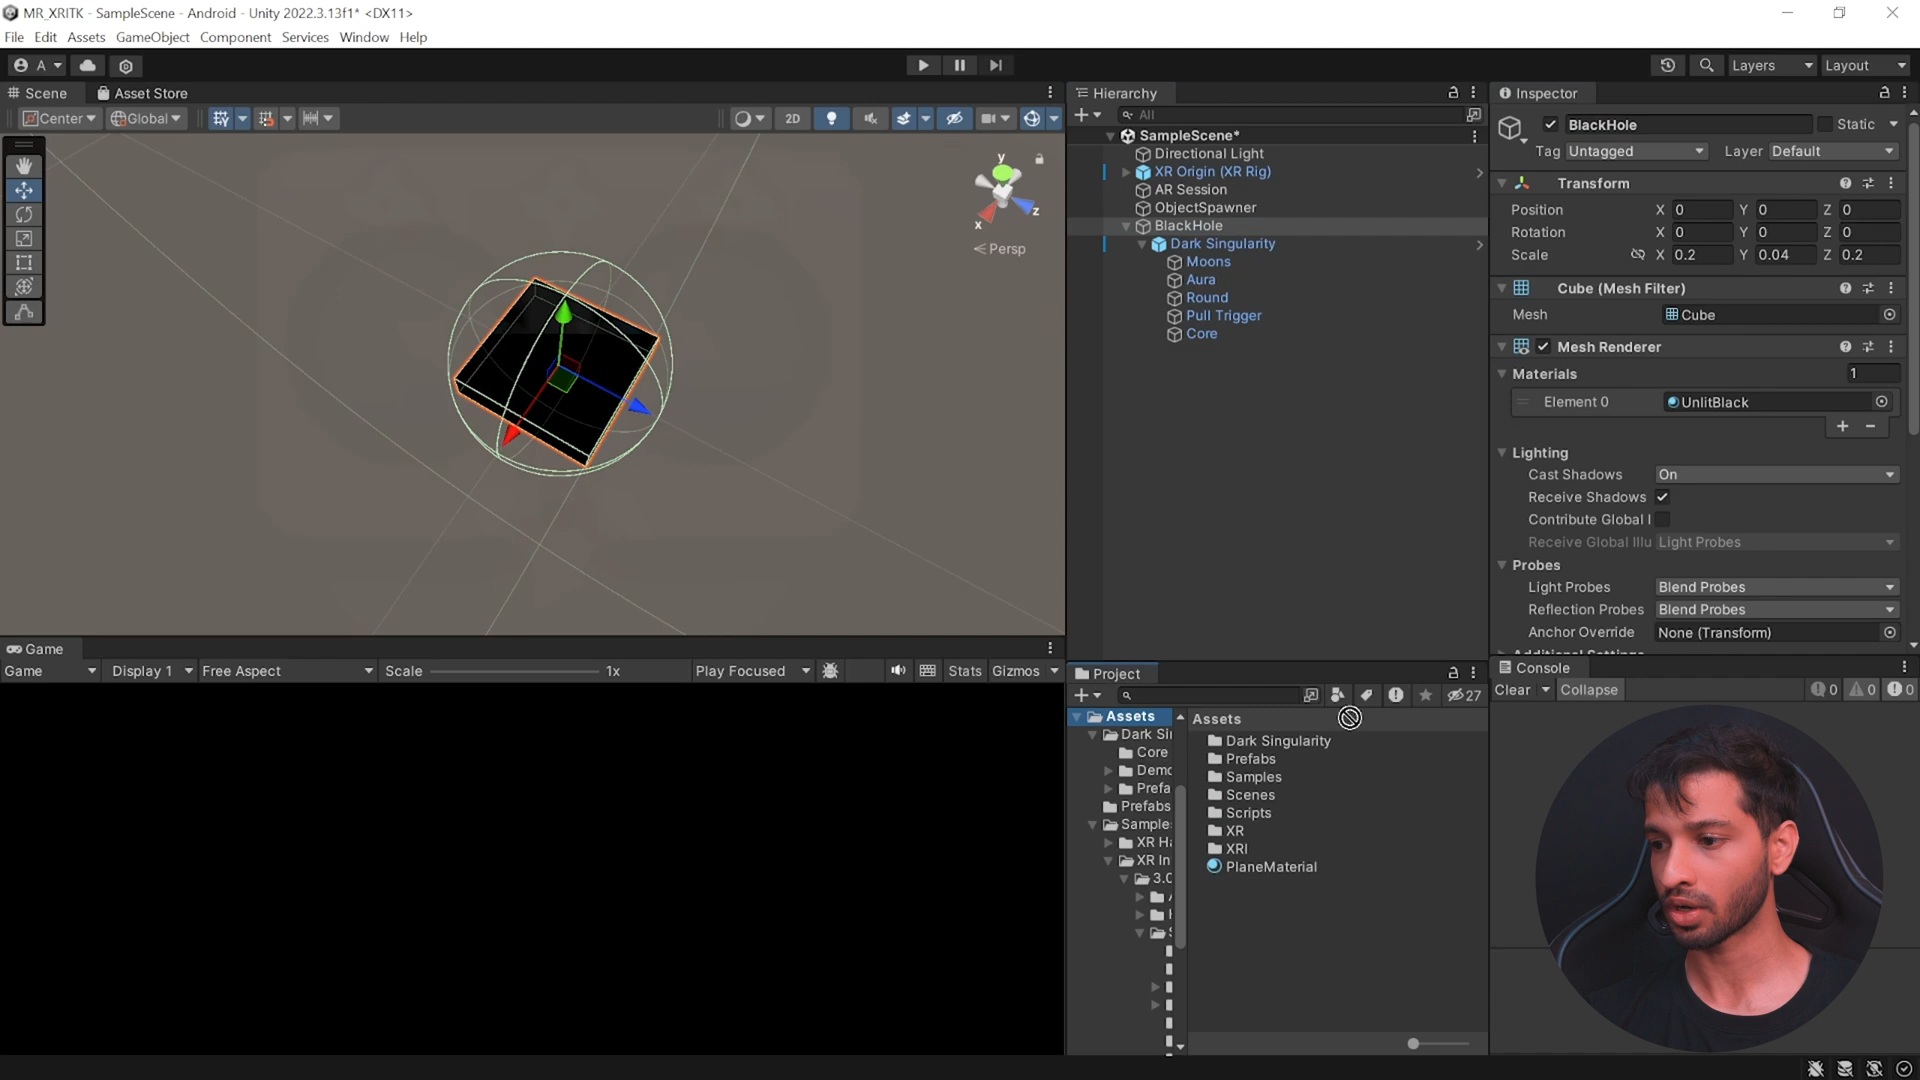 MR_XRITK - SampleScene - Android - Unity 2022.3.13f1* <DX11>
File Edit Assets GameObject Component Services Window Help
A Layers Layout
Scene Asset Store
Center Global 2D
y
x
z
Persp
Hierarchy
All
SampleScene*
Directional Light
XR Origin (XR Rig)
AR Session
ObjectSpawner
BlackHole
Dark Singularity
Moons
Aura
Round
Pull Trigger
Core
Inspector
BlackHole Static
Tag Untagged Layer Default
Transform
Position X 0 Y 0 Z 0
Rotation X 0 Y 0 Z 0
Scale X 0.2 Y 0.04 Z 0.2
Cube (Mesh Filter)
Mesh Cube
Mesh Renderer
Materials 1
Element 0 UnlitBlack
Lighting
Cast Shadows On
Receive Shadows
Contribute Global I
Receive Global Illu Light Probes
Probes
Light Probes Blend Probes
Reflection Probes Blend Probes
Anchor Override None (Transform)
Game
Game Display 1 Free Aspect Scale 1x Play Focused Stats Gizmos
Project
27
Assets
Dark Si
Core
Demo
Prefa
Prefabs
Sample
XR Ha
XR In
3.0
Assets
Dark Singularity
Prefabs
Samples
Scenes
Scripts
XR
XRI
PlaneMaterial
Console
Clear Collapse 0 0 0